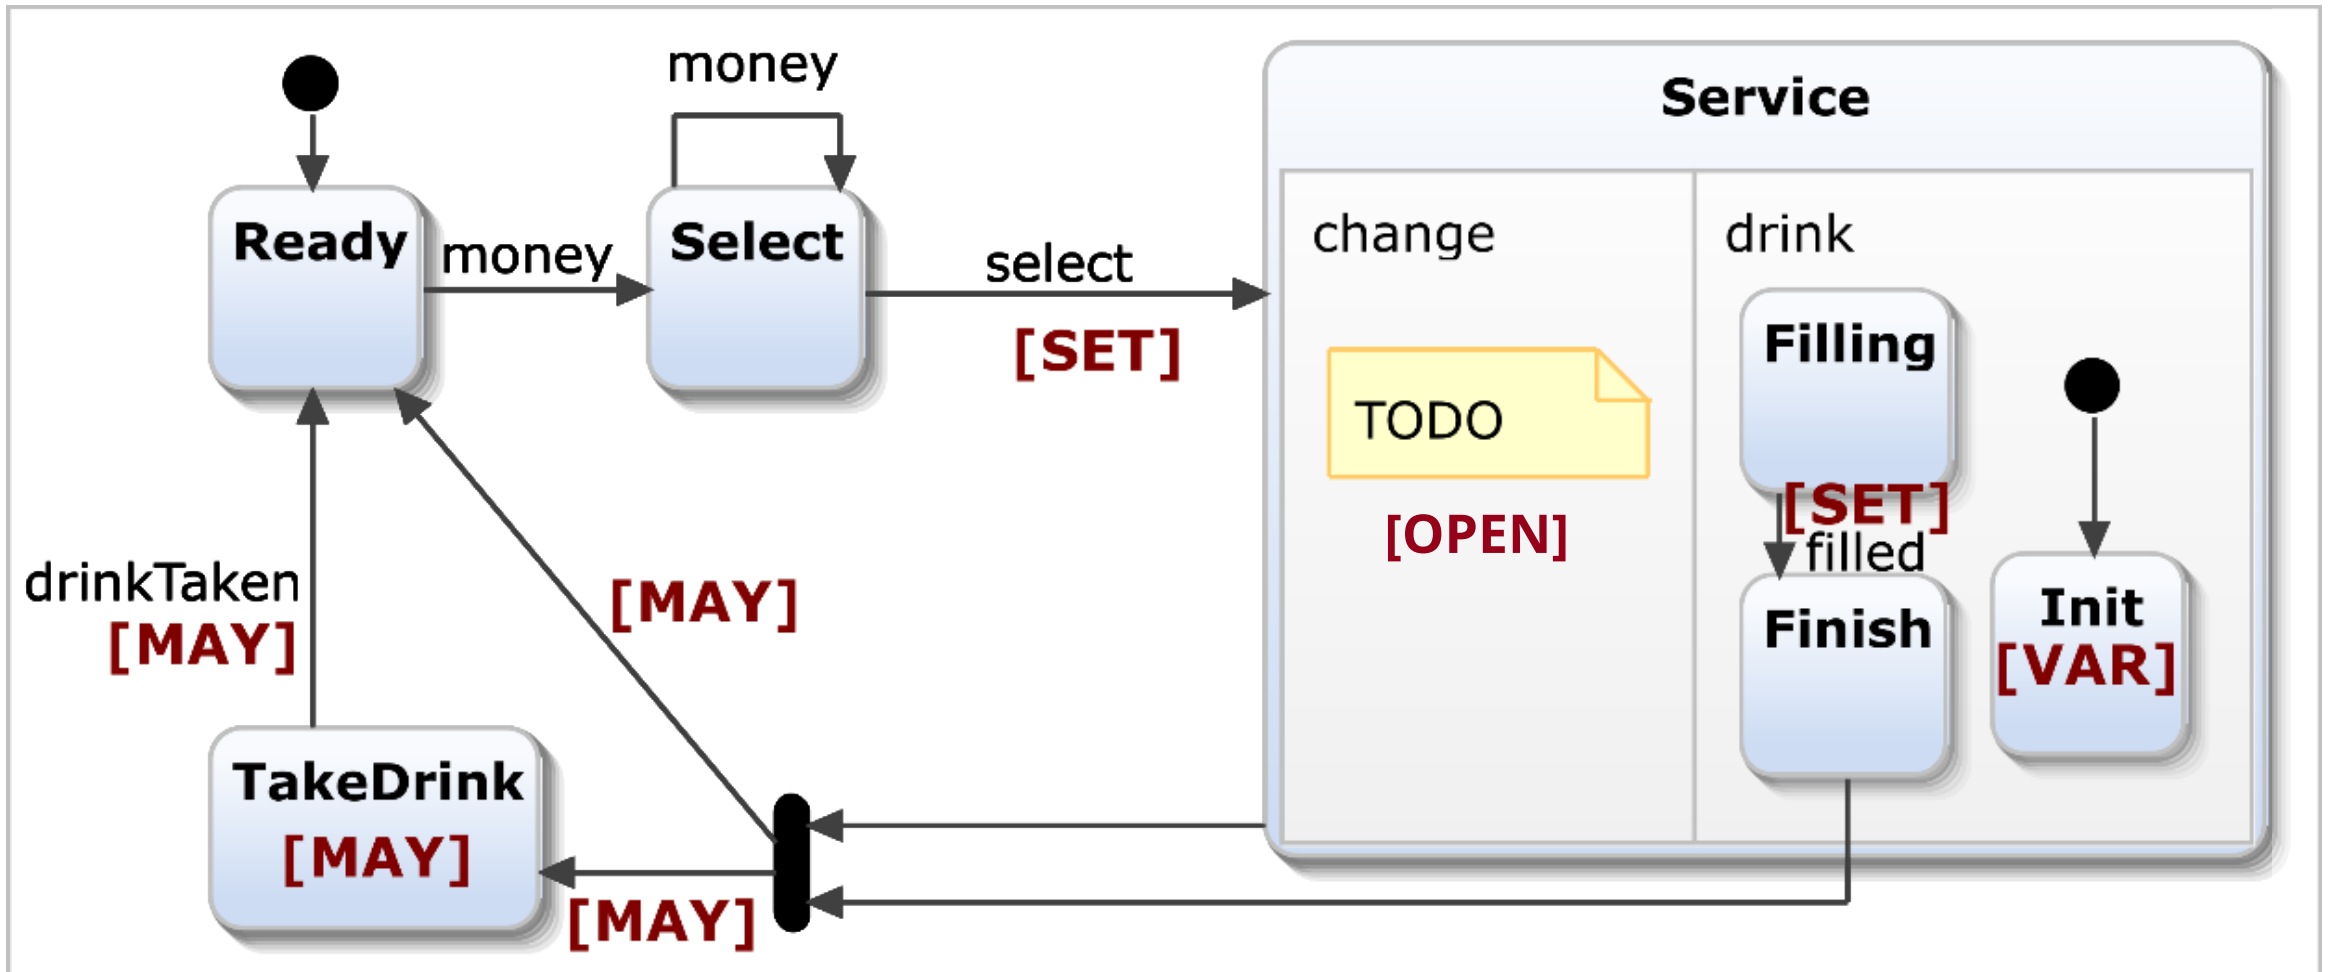 money
Service
Ready
money
Select
select
[SET]
change
drink
TODO
[OPEN]
Filling
[SET]
filled
Finish
Init
[VAR]
drinkTaken
[MAY]
[MAY]
TakeDrink
[MAY]
[MAY]